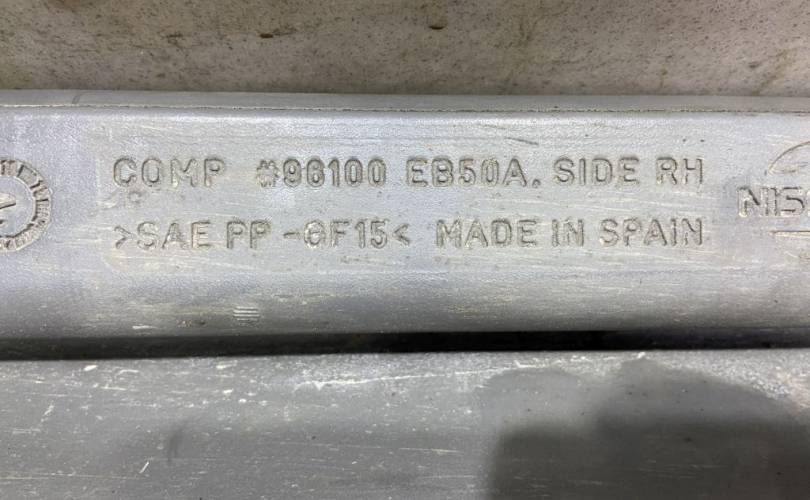 COMP #96100 EB50A. SIDE RH
>SAE PP-GF15< MADE IN SPAIN